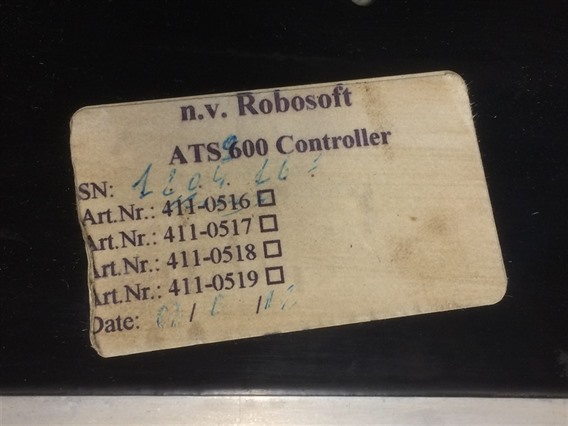 n.v. Robosoft
ATS 600 Controller
SN:
Art.Nr.: 411-0516 ☐
Art.Nr.: 411-0517 ☐
Art.Nr.: 411-0518 ☐
Art.Nr.: 411-0519 ☐
Date: / /